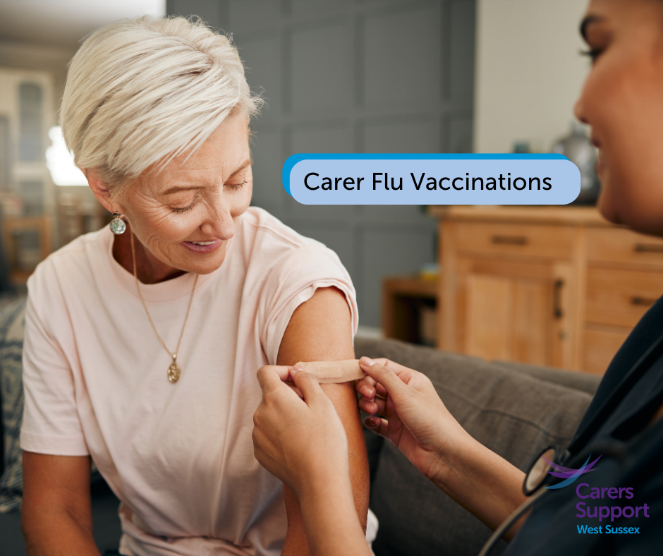 Carer Flu Vaccinations
Carers
Support
West Sussex